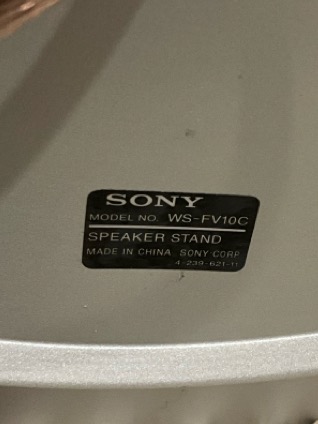 SONY
MODEL NO. WS-FV10C
SPEAKER STAND
MADE IN CHINA SONY CORP.
4-239-621-11